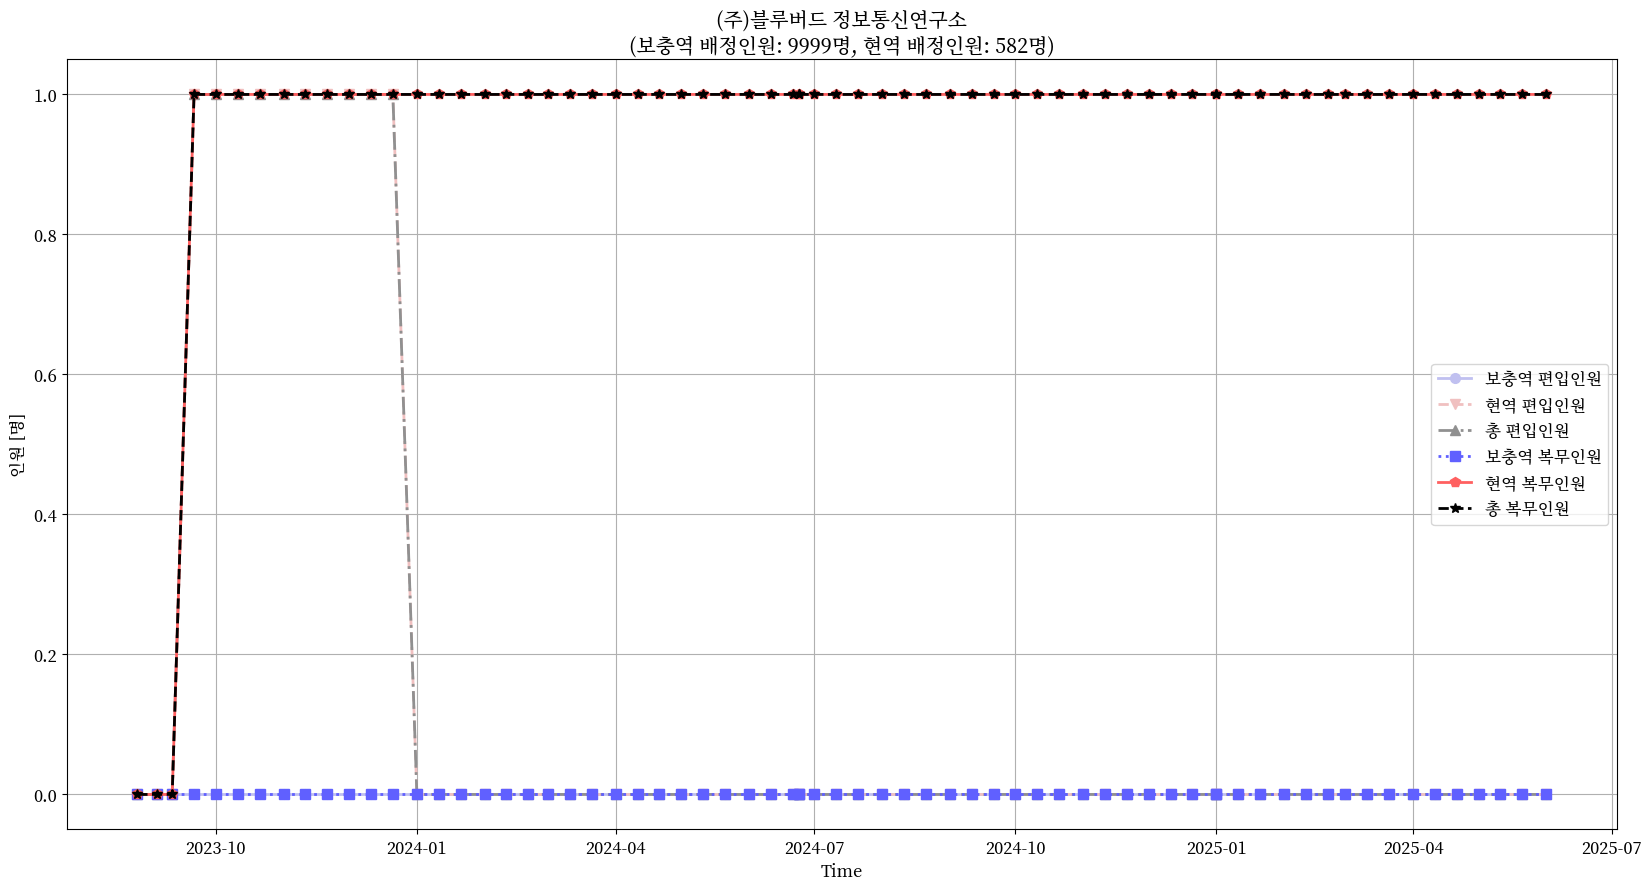 (주)블루버드 정보통신연구소
(보충역 배정인원: 9999명, 현역 배정인원: 582명)
인원 [명]
1.0
0.8
0.6
0.4
0.2
0.0
보충역 편입인원
현역 편입인원
총 편입인원
보충역 복무인원
현역 복무인원
총 복무인원
2023-10 2024-01 2024-04 2024-07 2024-10 2025-01 2025-04 2025-07
Time